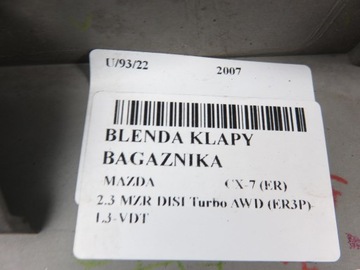 U/93/22 2007
BLENDA KLAPY
BAGAZNIKA
MAZDA CX-7 (ER)
2.3 MZR DISI Turbo AWD (ER3P)-
L3-VDT